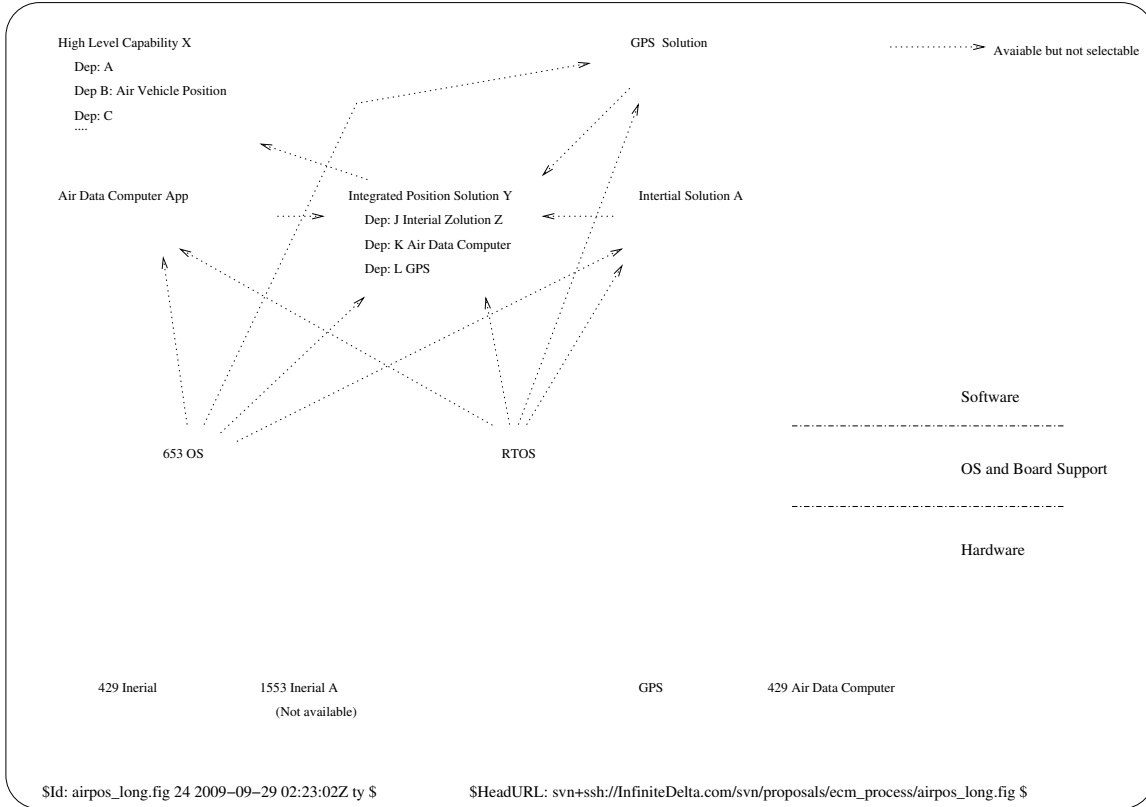 High Level Capability X
Dep: A
Dep B: Air Vehicle Position
Dep: C
....
GPS  Solution
Avaiable but not selectable
Air Data Computer App
Integrated Position Solution Y
Dep: J Interial Zolution Z
Dep: K Air Data Computer
Dep: L GPS
Intertial Solution A
653 OS
RTOS
Software
OS and Board Support
Hardware
429 Inerial
1553 Inerial A
(Not available)
GPS
429 Air Data Computer
$Id: airpos_long.fig 24 2009−09−29 02:23:02Z ty $
$HeadURL: svn+ssh://InfiniteDelta.com/svn/proposals/ecm_process/airpos_long.fig $